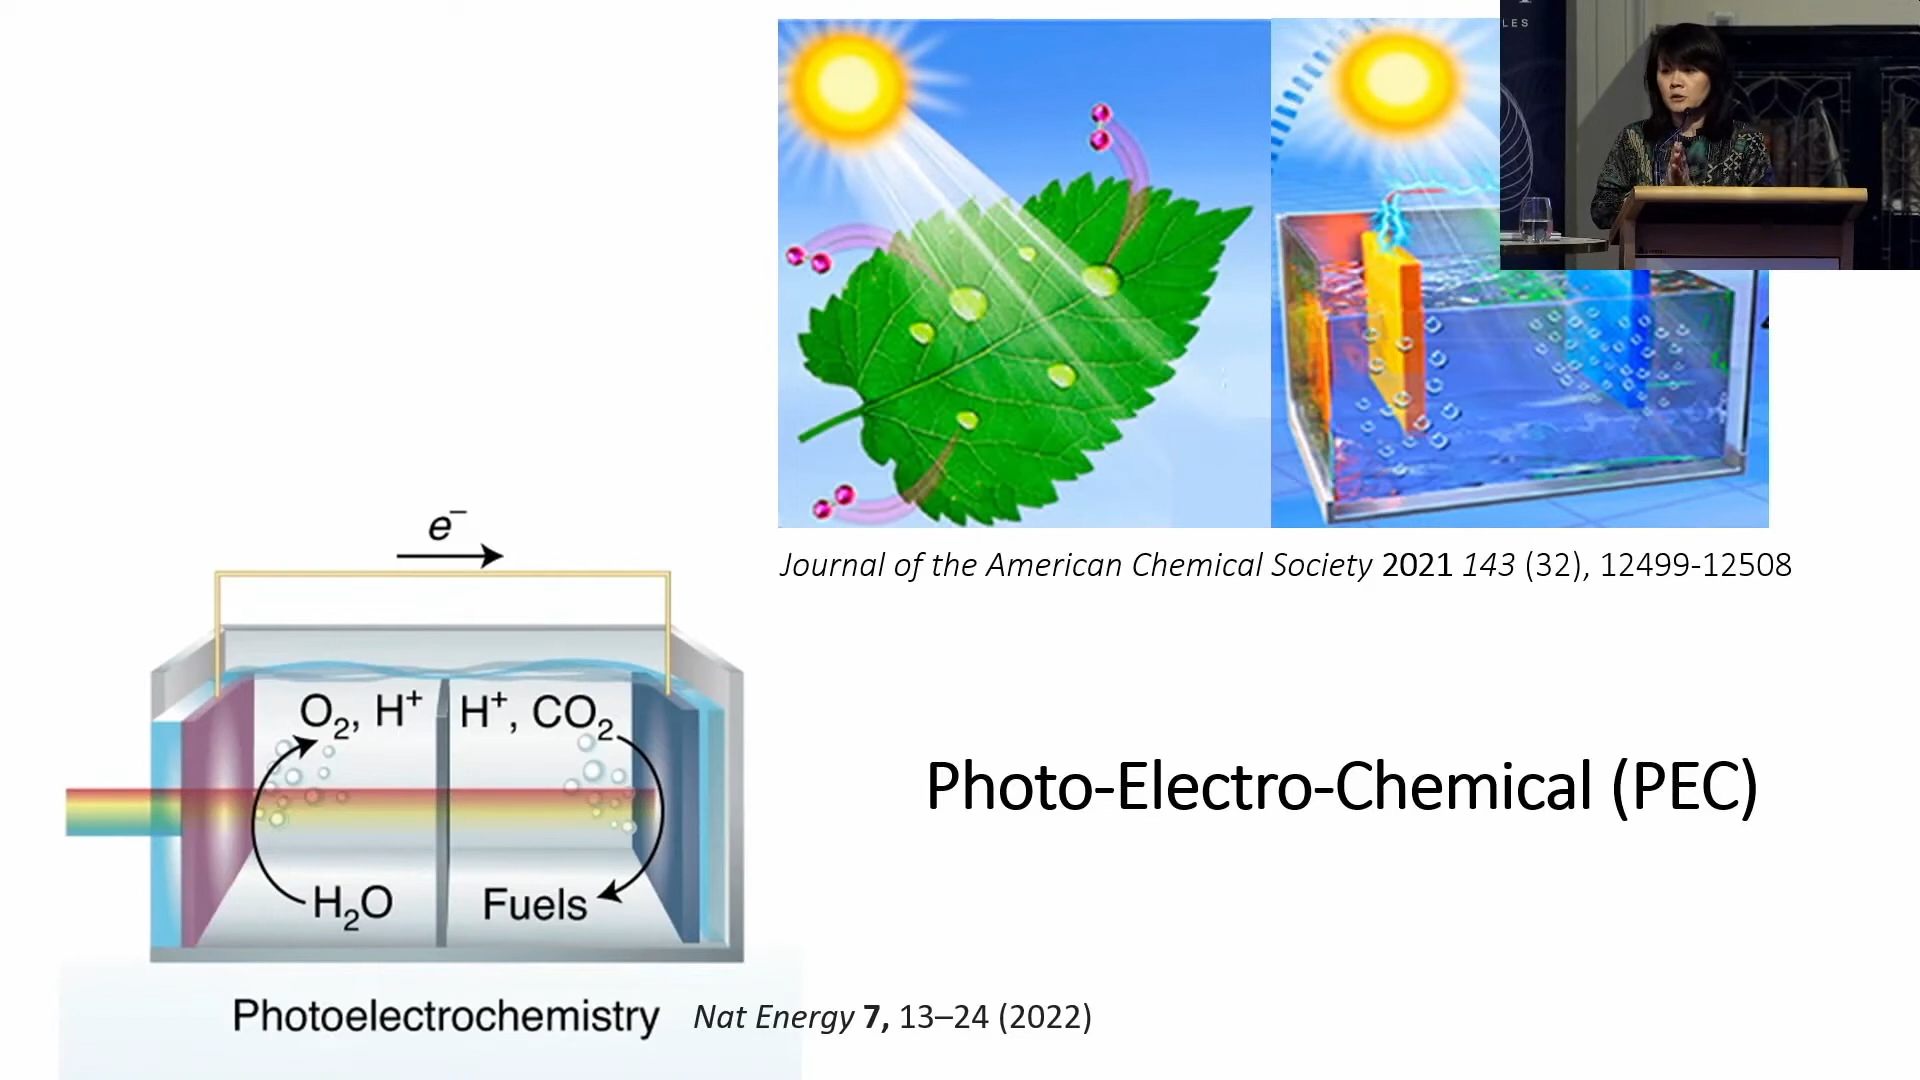 LES
Journal of the American Chemical Society 2021 143 (32), 12499-12508
e⁻
O₂, H⁺
H⁺, CO₂
H₂O
Fuels
Photo-Electro-Chemical (PEC)
Photoelectrochemistry
Nat Energy 7, 13–24 (2022)